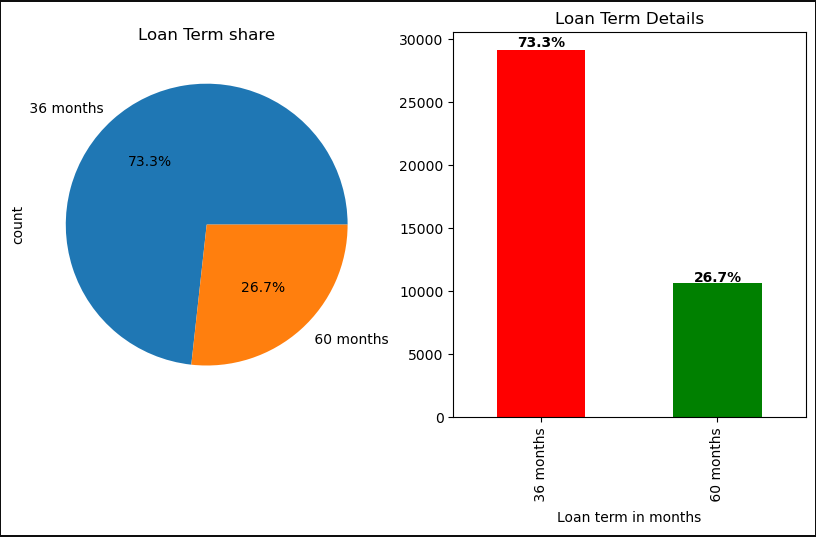 Loan Term share
36 months
73.3%
count
26.7%
60 months
Loan Term Details
30000
25000
20000
15000
10000
5000
0
73.3%
26.7%
36 months
60 months
Loan term in months